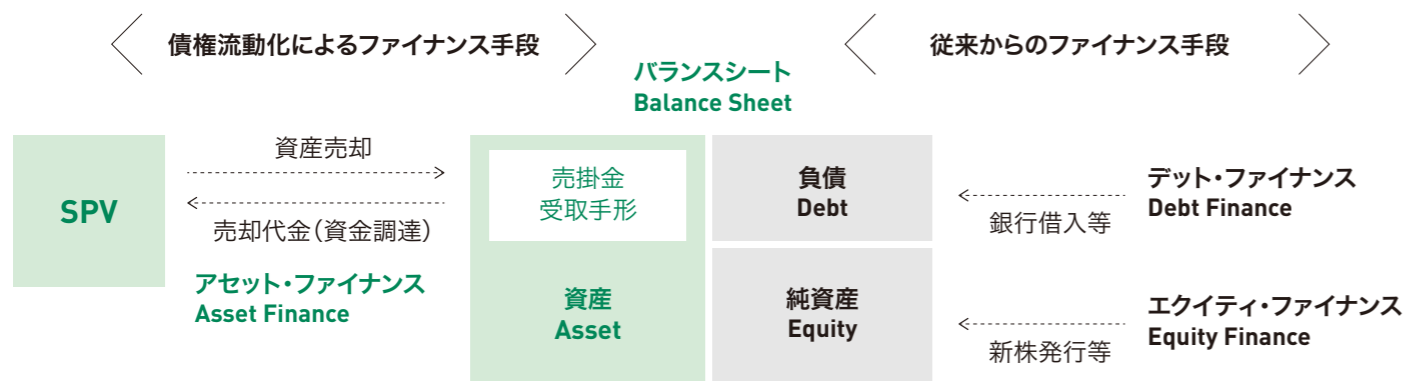 債権流動化によるファイナンス手段
従来からのファイナンス手段
バランスシート
Balance Sheet
SPV
資産売却
売却代金（資金調達）
アセット・ファイナンス
Asset Finance
売掛金
受取手形
資産
Asset
負債
Debt
純資産
Equity
銀行借入等
デット・ファイナンス
Debt Finance
新株発行等
エクイティ・ファイナンス
Equity Finance